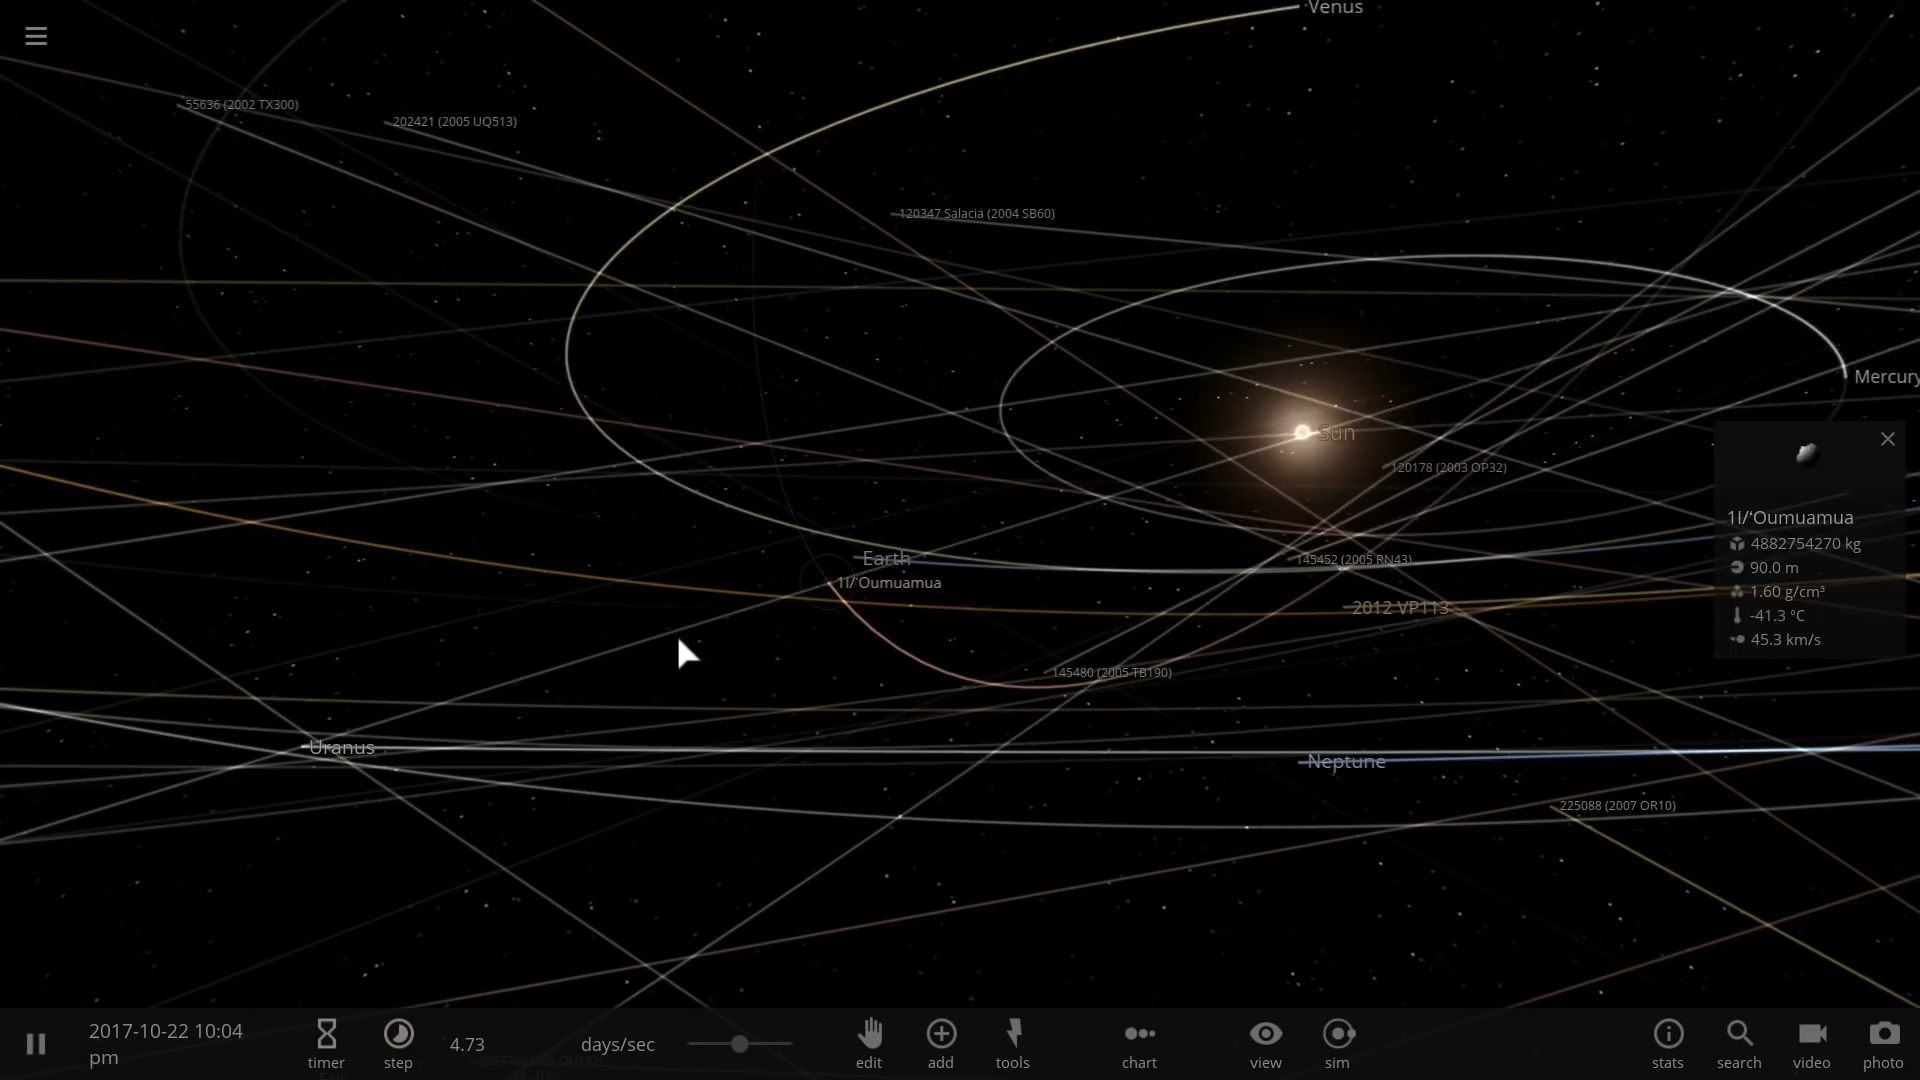 Venus
55636 (2002 TX300)
202421 (2005 UQ513)
120347 Salacia (2004 SB60)
Mercury
Sun
120178 (2003 OP32)
1I/ʻOumuamua
4882754270 kg
90.0 m
1.60 g/cm³
-41.3 °C
45.3 km/s
Earth
145452 (2005 RN43)
1I/ʻOumuamua
2012 VP113
145480 (2005 TB190)
Uranus
Neptune
225088 (2007 OR10)
2017-10-22 10:04
pm
timer
step
4.73
days/sec
edit
add
tools
chart
view
sim
stats
search
video
photo